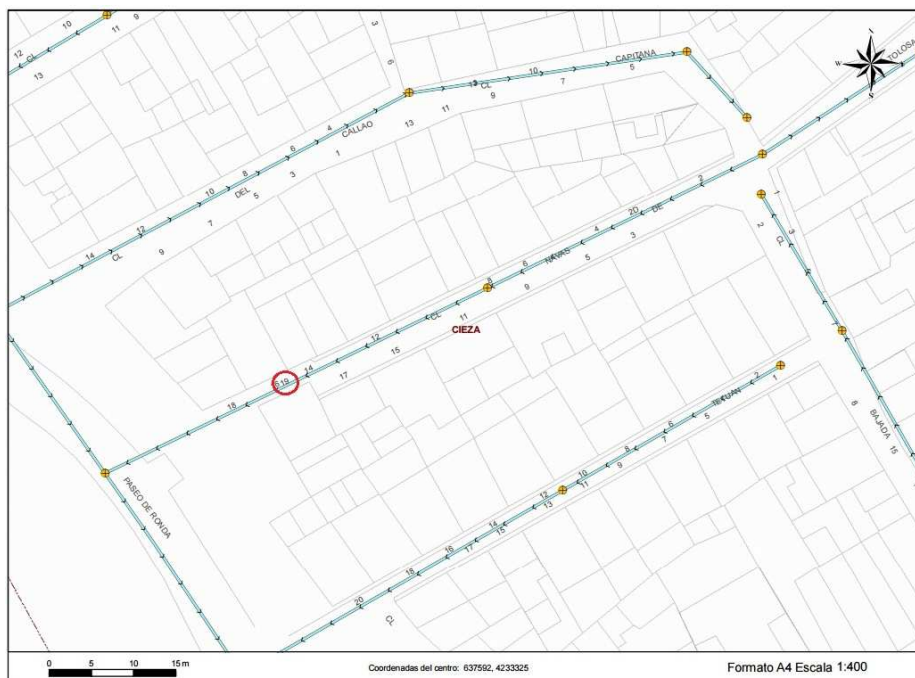 12
CL
10
11
9
13
3
6
CAPITANA
10
13
CL
7
5
9
11
TOLOSA
N
W
E
S
13
CALLAO
4
6
1
3
8
DEL
5
10
7
12
9
14
CL
2
2D
DE
4
3
6
NAVAS
5
8
9
CL
11
CIEZA
12
15
14
17
19
18
1
3
2
CL
7
6
BAJADA
15
PASEO DE RONDA
2
1
TETUÁN
5
6
7
8
9
10
11
12
13
14
15
16
17
18
20
CL
0 5 10 15 m
Coordenadas del centro: 637592, 4233325
Formato A4 Escala 1:400